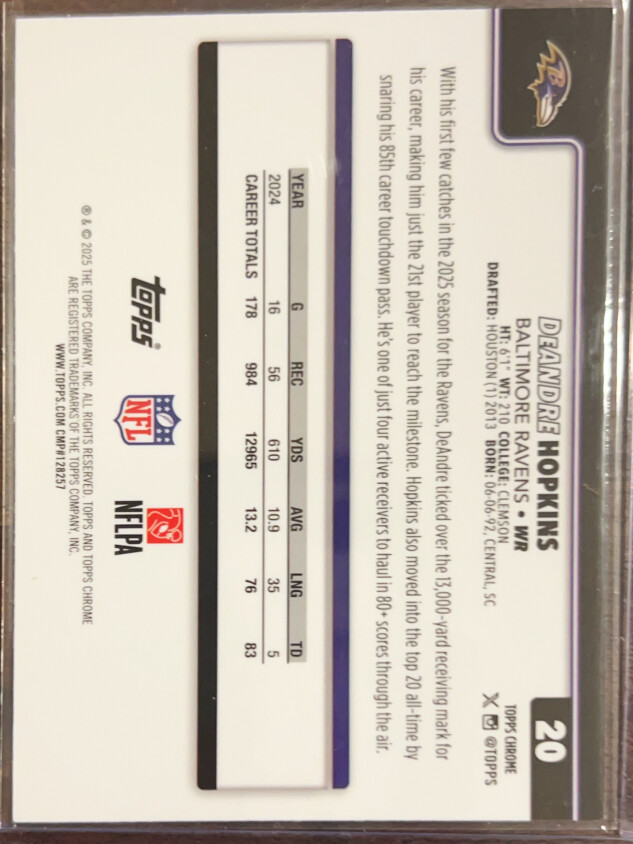 20
DEANDRE HOPKINS
BALTIMORE RAVENS • WR
HT: 6'1" WT: 210 COLLEGE: CLEMSON
DRAFTED: HOUSTON (1) 2013 BORN: 06-06-92, CENTRAL, SC
TOPPS CHROME
@TOPPS
B
With his first few catches in the 2025 season for the Ravens, DeAndre ticked over the 13,000-yard receiving mark for
his career, making him just the 21st player to reach the milestone. Hopkins also moved into the top 20 all-time by
snaring his 85th career touchdown pass. He's one of just four active receivers to haul in 80+ scores through the air.
YEAR G REC YDS AVG LNG TD
2024 16 56 610 10.9 35 5
CAREER TOTALS 178 984 12965 13.2 76 83
topps®
NFL
NFLPA
® & © 2025 THE TOPPS COMPANY, INC. ALL RIGHTS RESERVED. TOPPS AND TOPPS CHROME
ARE REGISTERED TRADEMARKS OF THE TOPPS COMPANY, INC.
WWW.TOPPS.COM CMP#128257